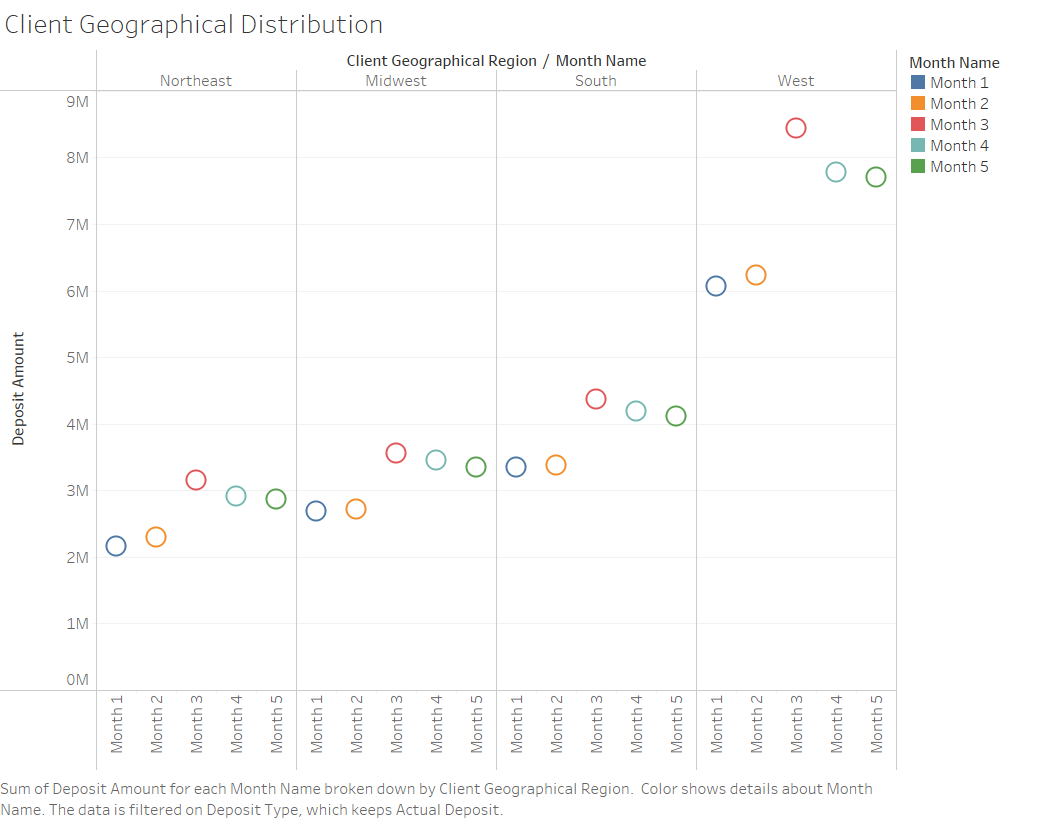 Client Geographical Distribution
Client Geographical Region / Month Name
Northeast Midwest South West
Month Name
Month 1
Month 2
Month 3
Month 4
Month 5
Deposit Amount
9M
8M
7M
6M
5M
4M
3M
2M
1M
0M
Month 1 Month 2 Month 3 Month 4 Month 5 Month 1 Month 2 Month 3 Month 4 Month 5 Month 1 Month 2 Month 3 Month 4 Month 5 Month 1 Month 2 Month 3 Month 4 Month 5
Sum of Deposit Amount for each Month Name broken down by Client Geographical Region.  Color shows details about Month
Name. The data is filtered on Deposit Type, which keeps Actual Deposit.